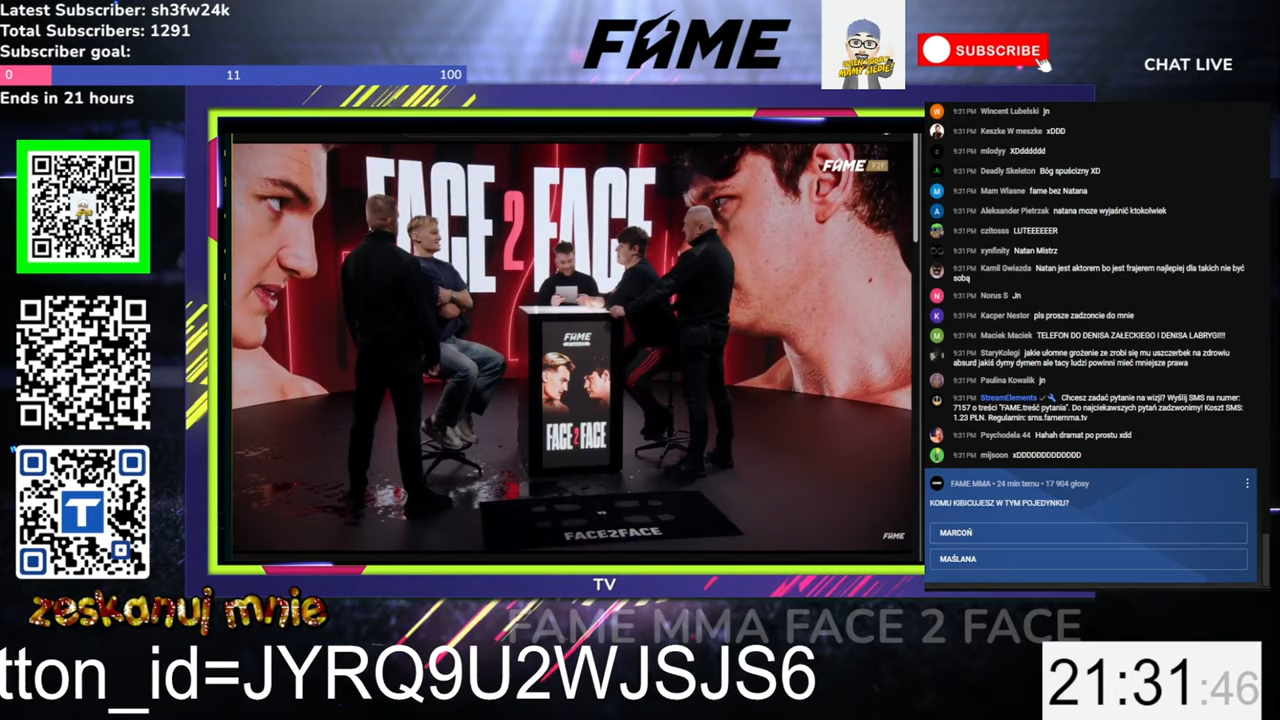 Latest Subscriber: sh3fw24k
Total Subscribers: 1291
Subscriber goal:
0 11 100
Ends in 21 hours
FAME
DZIEŃ DOBRY
MAMY CIEBIE!
SUBSCRIBE
CHAT LIVE
FACE 2 FACE
FAME F2F
FAME
FACE 2 FACE
VS
FACE2FACE
FAME
9:31 PM Wincent Lubelski jn
9:31 PM Keszke W meszke xDDD
9:31 PM mlodyy XDdddddd
9:31 PM Deadly Skeleton Bóg spuścizny XD
9:31 PM Mam Wlasne fame bez Natana
9:31 PM Aleksander Pietrzak natana moze wyjaśnić ktokolwiek
9:31 PM czitosss LUTEEEEEER
9:31 PM xynfinity Natan Mistrz
9:31 PM Kamil Gwiazda Natan jest aktorem bo jest frajerem najlepiej dla takich nie być
sobą
9:31 PM Norus S Jn
9:31 PM Kacper Nestor pls prosze zadzoncie do mnie
9:31 PM Maciek Maciek TELEFON DO DENISA ZAŁECKIEGO I DENISA LABRYGI!!!
9:31 PM StaryKolegi jakie ułomne grożenie ze zrobi się mu uszczerbek na zdrowiu
absurd jakiś dymy dymem ale tacy ludzi powinni mieć mniejsze prawa
9:31 PM Paulina Kowalik jn
9:31 PM StreamElements Chcesz zadać pytanie na wizji? Wyślij SMS na numer:
7157 o treści "FAME.treść pytania". Do najciekawszych pytań zadzwonimy! Koszt SMS:
1.23 PLN. Regulamin: sms.famemma.tv
9:31 PM Psychodela 44 Hahah dramat po prostu xdd
9:31 PM mijsoon xDDDDDDDDDDDDD
FAME MMA • 24 min temu • 17 904 głosy
KOMU KIBICUJESZ W TYM POJEDYNKU?
MARCOŃ
MAŚLANA
T
TV
zeskanuj mnie
FAME MMA FACE 2 FACE
tton_id=JYRQ9U2WJSJS6
21:31:46